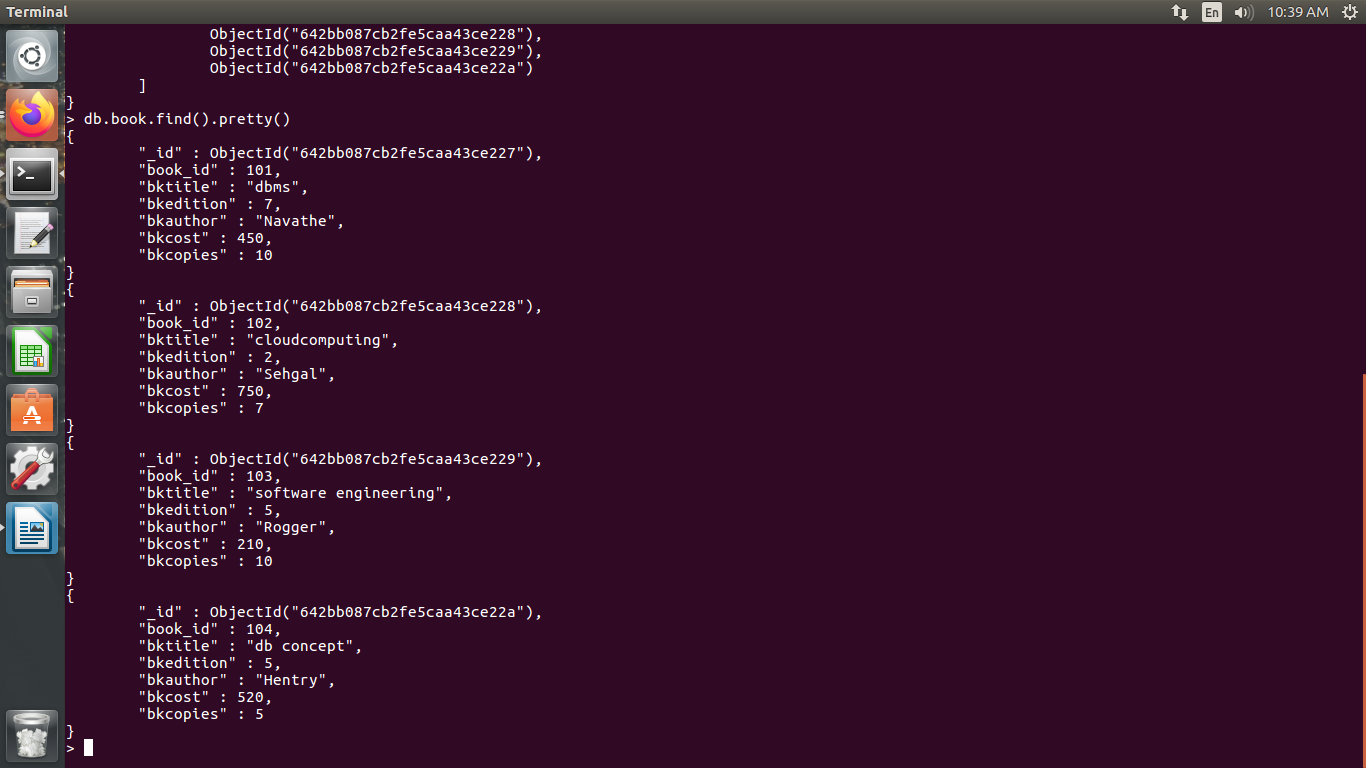 Terminal
En
10:39 AM
ObjectId("642bb087cb2fe5caa43ce228"),
ObjectId("642bb087cb2fe5caa43ce229"),
ObjectId("642bb087cb2fe5caa43ce22a")
]
}
> db.book.find().pretty()
{
"_id" : ObjectId("642bb087cb2fe5caa43ce227"),
"book_id" : 101,
"bktitle" : "dbms",
"bkedition" : 7,
"bkauthor" : "Navathe",
"bkcost" : 450,
"bkcopies" : 10
}
{
"_id" : ObjectId("642bb087cb2fe5caa43ce228"),
"book_id" : 102,
"bktitle" : "cloudcomputing",
"bkedition" : 2,
"bkauthor" : "Sehgal",
"bkcost" : 750,
"bkcopies" : 7
}
{
"_id" : ObjectId("642bb087cb2fe5caa43ce229"),
"book_id" : 103,
"bktitle" : "software engineering",
"bkedition" : 5,
"bkauthor" : "Rogger",
"bkcost" : 210,
"bkcopies" : 10
}
{
"_id" : ObjectId("642bb087cb2fe5caa43ce22a"),
"book_id" : 104,
"bktitle" : "db concept",
"bkedition" : 5,
"bkauthor" : "Hentry",
"bkcost" : 520,
"bkcopies" : 5
}
>